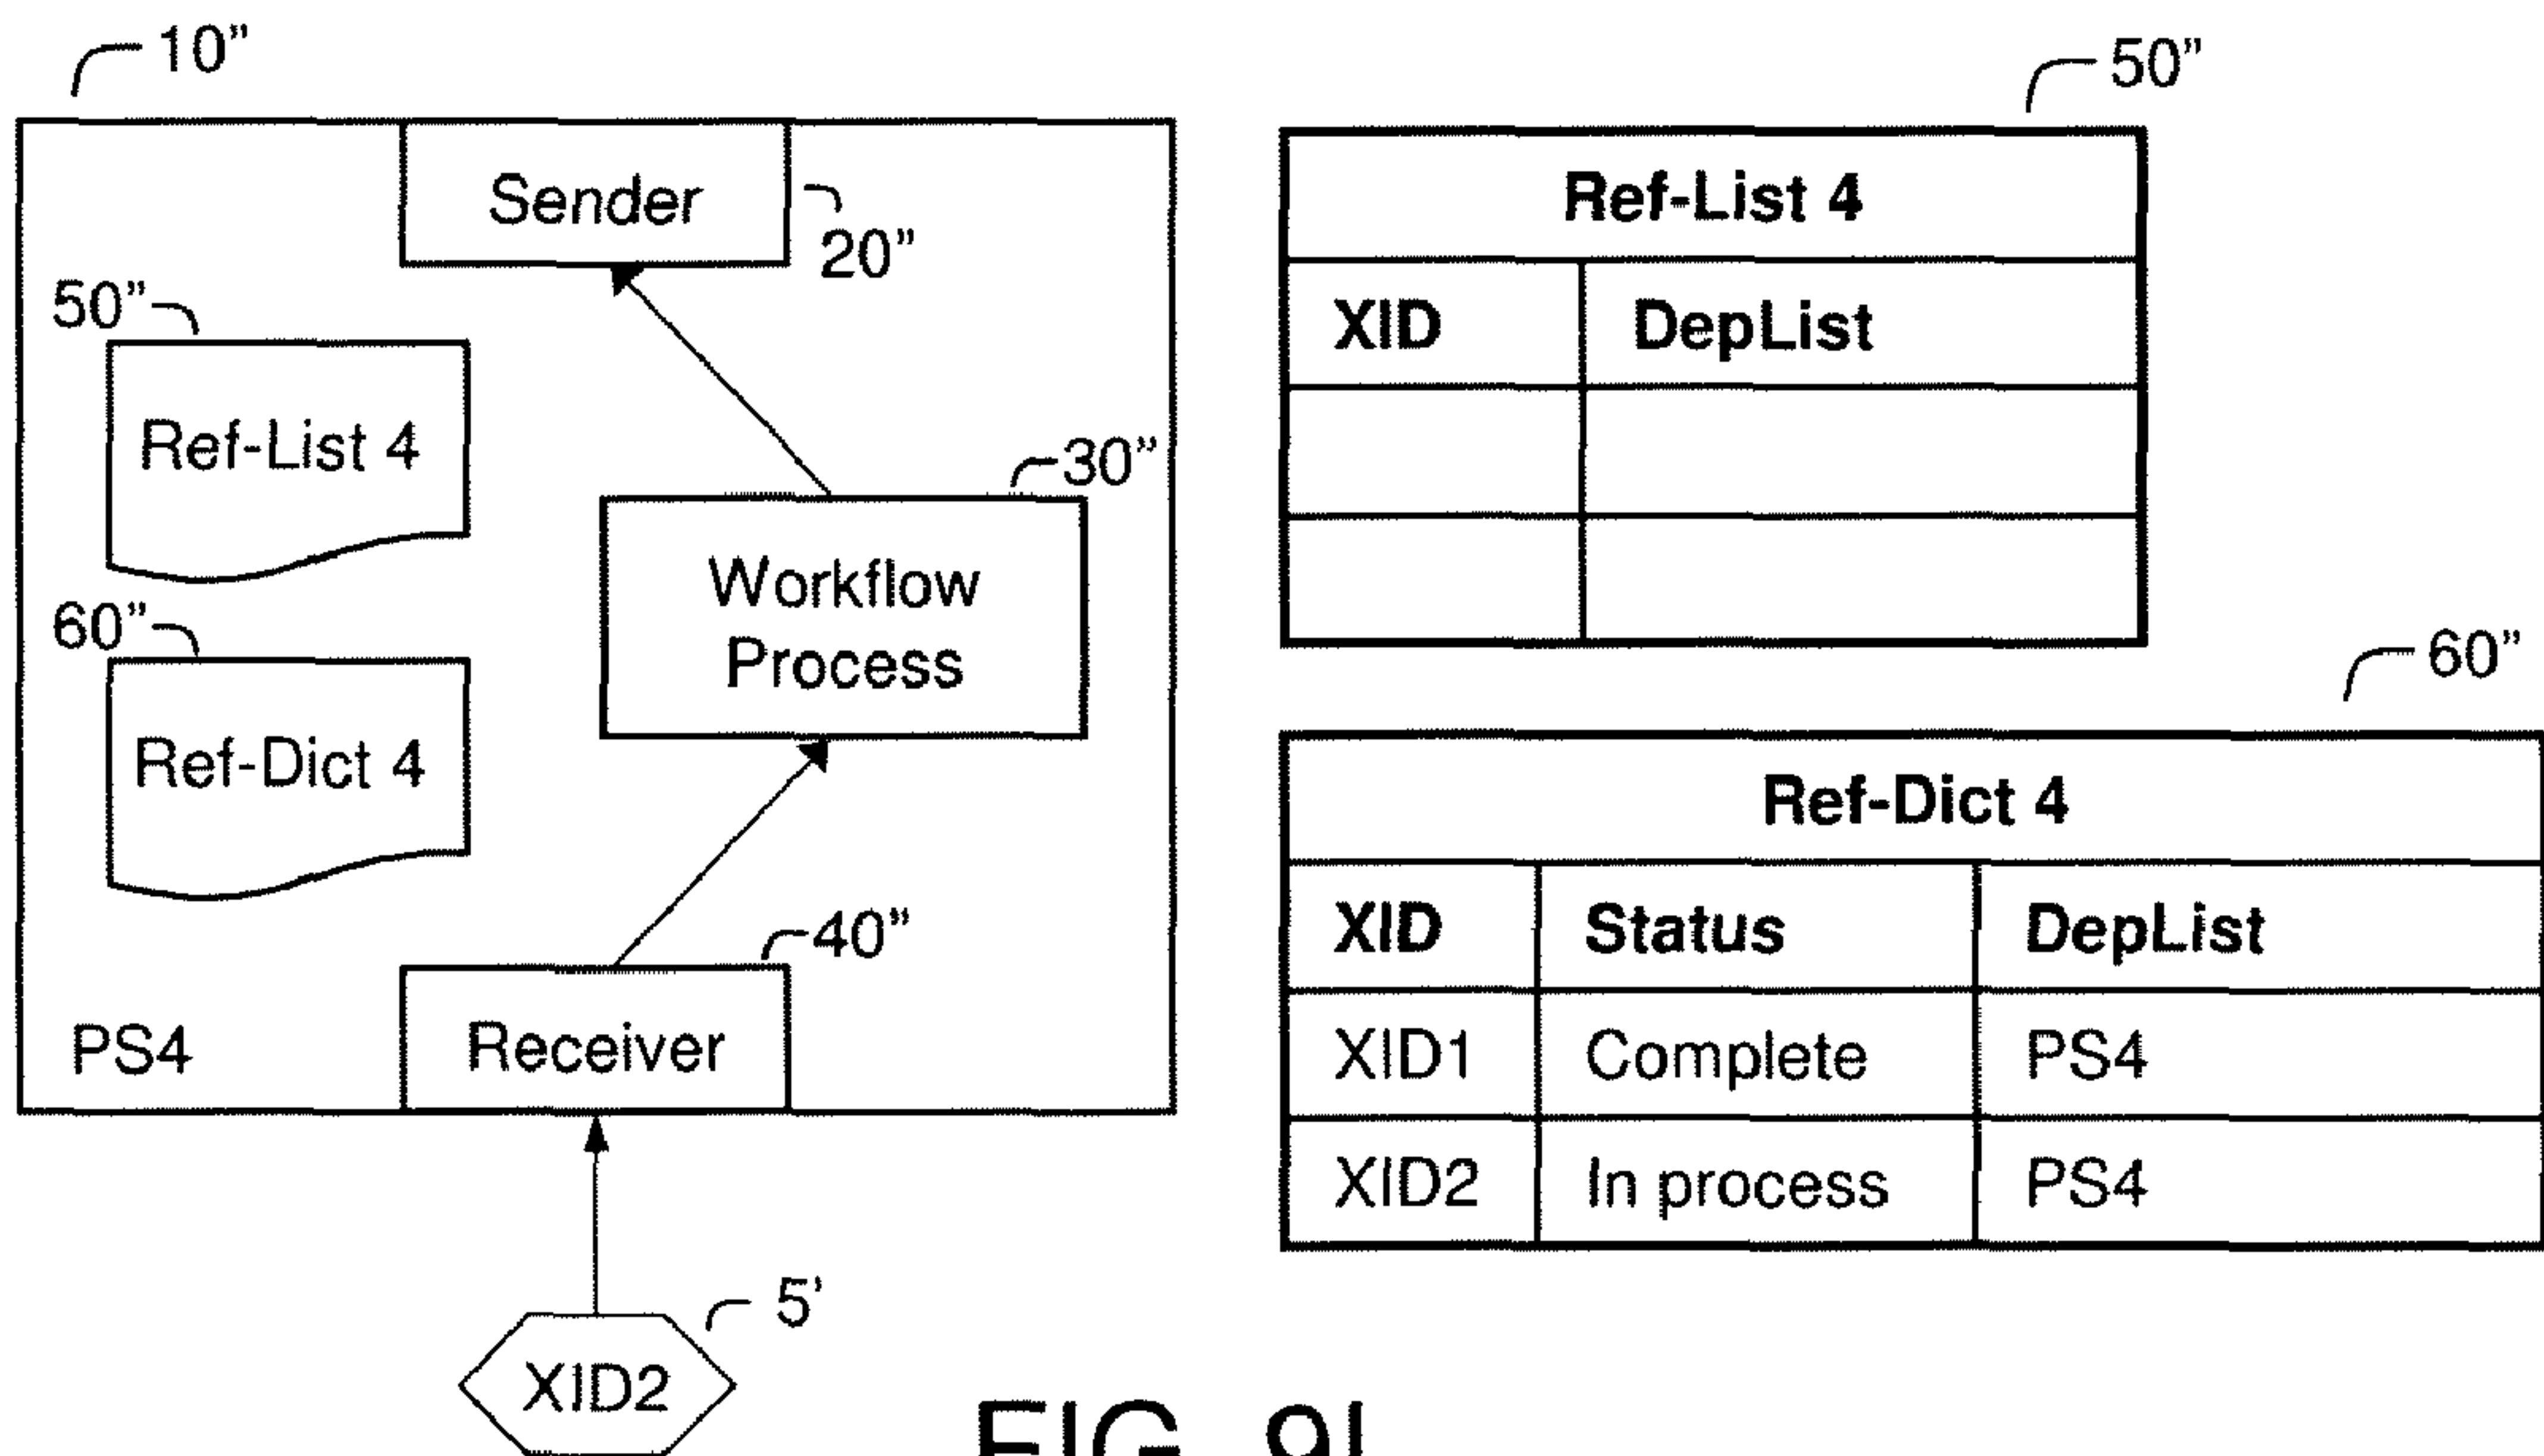 10”
Sender
20”
50”
Ref-List 4
30”
Workflow
Process
60”
Ref-Dict 4
40”
PS4
Receiver
XID2
5’
50”
Ref-List 4
XID DepList
60”
Ref-Dict 4
XID Status DepList
XID1 Complete PS4
XID2 In process PS4
FIG. 9I